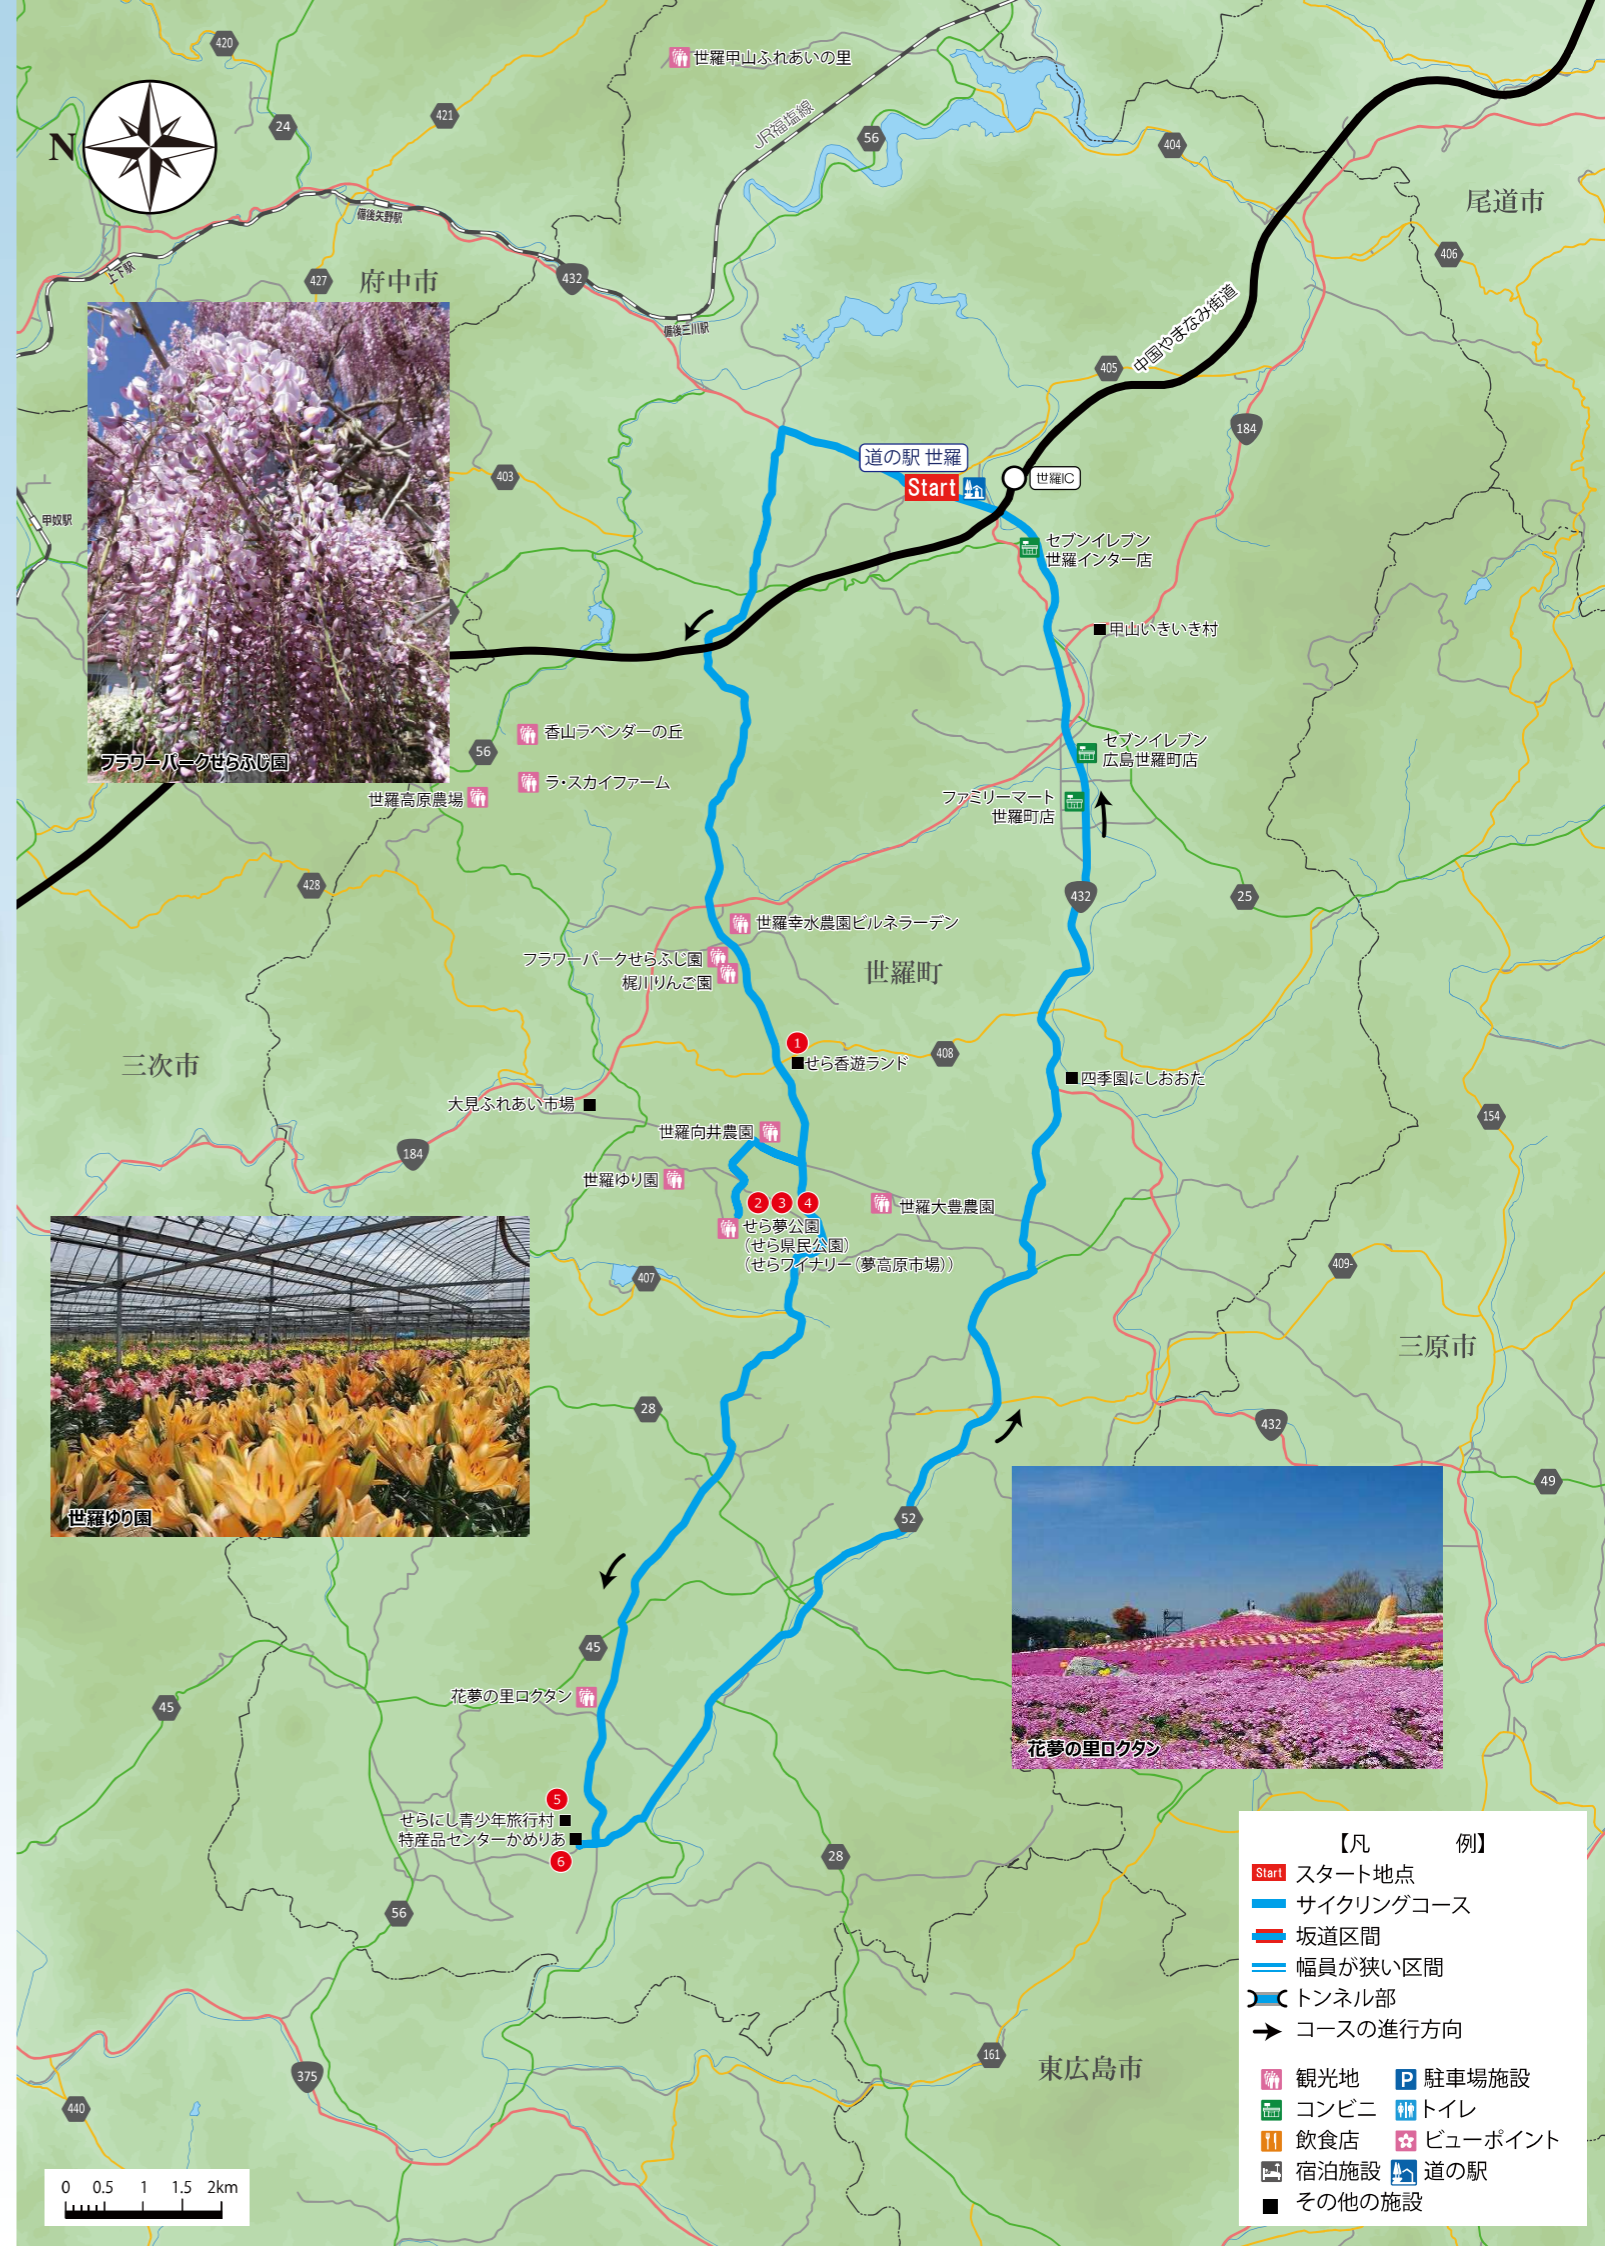 420
世羅甲山ふれあいの里
421
24
JR福塩線
56
404
N
尾道市
備後矢野駅
406
上下駅
427
府中市
432
中国やまなみ街道
備後三川駅
405
184
道の駅 世羅
Start
世羅IC
403
甲奴駅
セブンイレブン
世羅インター店
甲山いきいき村
香山ラベンダーの丘
56
セブンイレブン
広島世羅町店
フラワーパークせらふじ園
ラ・スカイファーム
世羅高原農場
ファミリーマート
世羅町店
428
432
25
世羅幸水農園ビルネラーデン
フラワーパークせらふじ園
梶川りんご園
世羅町
1
せら香遊ランド
408
三次市
四季園にしおおた
大見ふれあい市場
154
世羅向井農園
184
世羅ゆり園
2
3
4
世羅大豊農園
せら夢公園
（せら県民公園）
（せらワイナリー（夢高原市場））
407
409-
三原市
28
432
49
世羅ゆり園
52
45
花夢の里ロクタン
45
花夢の里ロクタン
5
せらにし青少年旅行村
特産品センターかめりあ
6
28
56
161
東広島市
375
440
0 0.5 1 1.5 2km
【凡 例】
Start スタート地点
サイクリングコース
坂道区間
幅員が狭い区間
トンネル部
コースの進行方向
観光地 P 駐車場施設
コンビニ トイレ
飲食店 ビューポイント
宿泊施設 道の駅
その他の施設